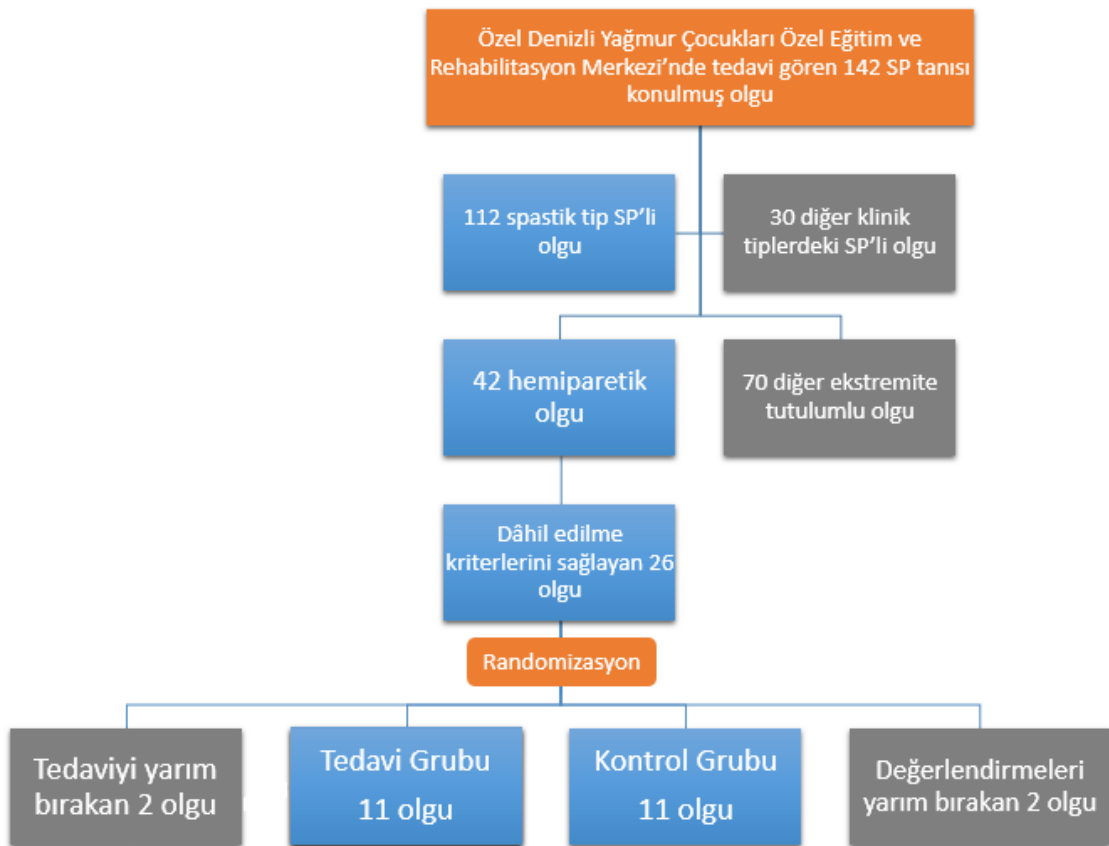 Özel Denizli Yağmur Çocukları Özel Eğitim ve
Rehabilitasyon Merkezi’nde tedavi gören 142 SP tanısı
konulmuş olgu
112 spastik tip SP’li
olgu
30 diğer klinik
tiplerdeki SP’li olgu
42 hemiparetik
olgu
70 diğer ekstremite
tutulumlu olgu
Dâhil edilme
kriterlerini sağlayan 26
olgu
Randomizasyon
Tedaviyi yarım
bırakan 2 olgu
Tedavi Grubu
11 olgu
Kontrol Grubu
11 olgu
Değerlendirmeleri
yarım bırakan 2 olgu